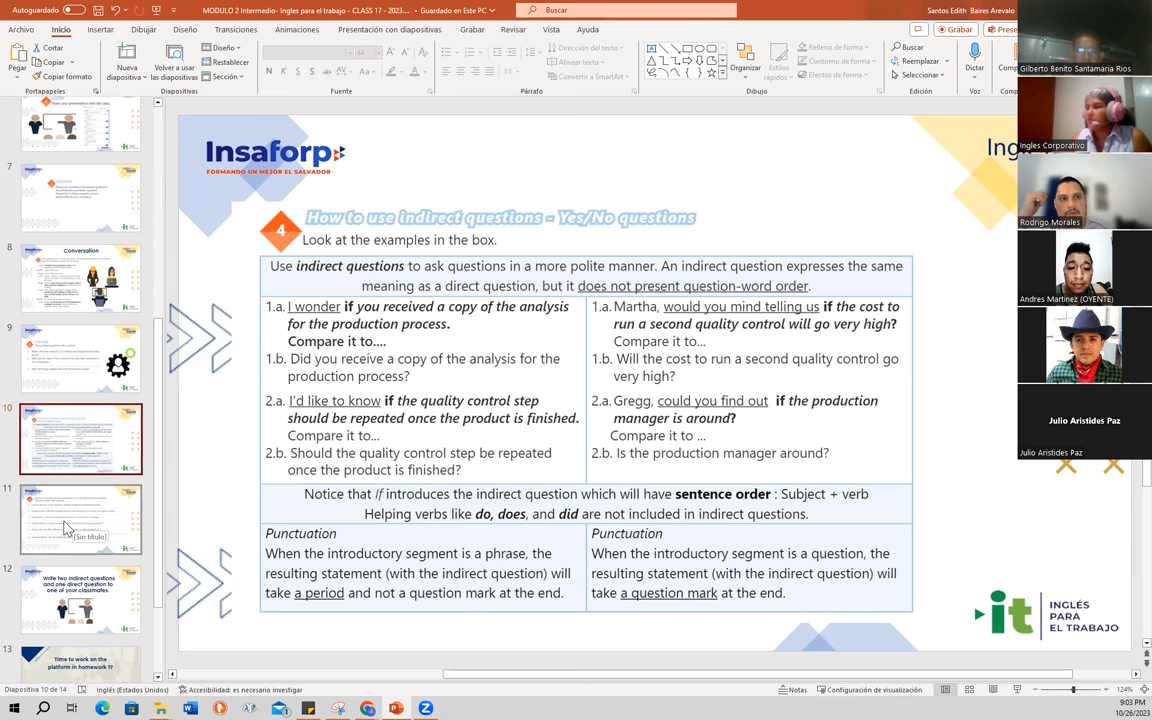 Autoguardado
MODULO 2 Intermedio- Ingles para el trabajo - CLASS 17 - 2023.... • Guardado en Este PC
Buscar
Santos Edith Baires Arevalo
Archivo Inicio Insertar Dibujar Diseño Transiciones Animaciones Presentación con diapositivas Grabar Revisar Vista Ayuda
Grabar
Prese
Pegar
Cortar
Copiar
Copiar formato
Portapapeles
Nueva diapositiva
Volver a usar las diapositivas
Diseño
Restablecer
Sección
Diapositivas
Fuente
Dirección del texto
Alinear texto
Convertir a SmartArt
Párrafo
Organizar
Estilos rápidos
Relleno de forma
Contorno de forma
Efectos de forma
Dibujo
Buscar
Reemplazar
Seleccionar
Edición
Dictar
Voz
Gilberto Benito Santamaria Rios
Ingles Corporativo
Rodrigo Morales
Andres Martinez (OYENTE)
Julio Aristides Paz
Julio Aristides Paz
7
8
Conversation
9
10
11
[Sin título]
12
Write two indirect questions
and one direct question to
one of your classmates.
13
Time to work on the
platform in homework 17
Insaforp
FORMANDO UN MEJOR EL SALVADOR
How to use indirect questions - Yes/No questions
4
Look at the examples in the box.
Use indirect questions to ask question in a more polite manner. An indirect question expresses the same
meaning as a direct question, but it does not present question-word order.
1.a. I wonder if you received a copy of the analysis
for the production process.
Compare it to....
1.b. Did you receive a copy of the analysis for the
production process?
2.a. I'd like to know if the quality control step
should be repeated once the product is finished.
Compare it to...
2.b. Should the quality control step be repeated
once the product is finished?
1.a. Martha, would you mind telling us if the cost to
run a second quality control will go very high?
Compare it to...
1.b. Will the cost to run a second quality control go
very high?
2.a. Gregg, could you find out if the production
manager is around?
Compare it to ...
2.b. Is the production manager around?
Notice that If introduces the indirect question which will have sentence order : Subject + verb
Helping verbs like do, does, and did are not included in indirect questions.
Punctuation
When the introductory segment is a phrase, the
resulting statement (with the indirect question) will
take a period and not a question mark at the end.
Punctuation
When the introductory segment is a question, the
resulting statement (with the indirect question) will
take a question mark at the end.
it
INGLÉS
PARA
EL TRABAJO
Diapositiva 10 de 14
Inglés (Estados Unidos)
Accesibilidad: es necesario investigar
Notas
Configuración de visualización
124%
9:03 PM
10/26/2023